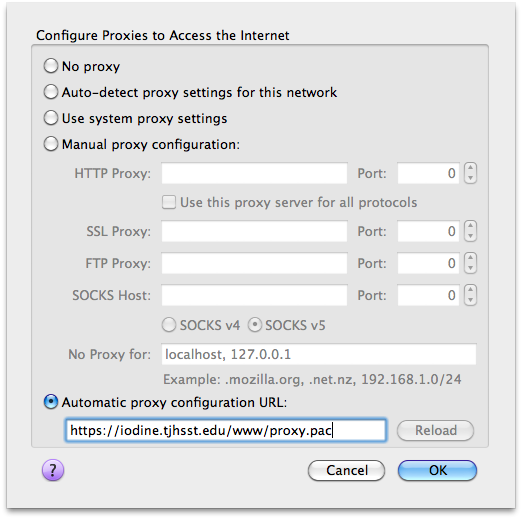 Configure Proxies to Access the Internet
No proxy
Auto-detect proxy settings for this network
Use system proxy settings
Manual proxy configuration:
HTTP Proxy: Port: 0
Use this proxy server for all protocols
SSL Proxy: Port: 0
FTP Proxy: Port: 0
SOCKS Host: Port: 0
SOCKS v4 SOCKS v5
No Proxy for: localhost, 127.0.0.1
Example: .mozilla.org, .net.nz, 192.168.1.0/24
Automatic proxy configuration URL:
https://iodine.tjhsst.edu/www/proxy.pac Reload
? Cancel OK